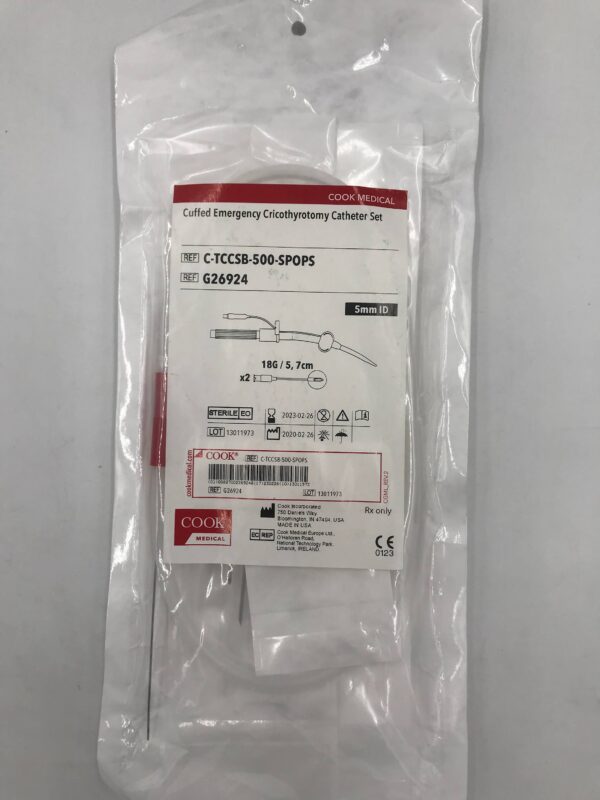 COOK MEDICAL
Cuffed Emergency Cricothyrotomy Catheter Set
REF C-TCCSB-500-SPOPS
REF G26924
5mm ID
18G / 5, 7cm
x2
STERILE EO 2023-02-26
LOT 13011973 2020-02-26
cookmedical.com
COOK® REF C-TCCSB-500-SPOPS
REF G26924 LOT 13011973
COOK
MEDICAL
Cook Incorporated
750 Daniels Way
Bloomington, IN 47404, USA
MADE IN USA
EC REP Cook Medical Europe Ltd.,
O'Halloran Road,
National Technology Park,
Limerick, IRELAND
Rx only
CE
0123